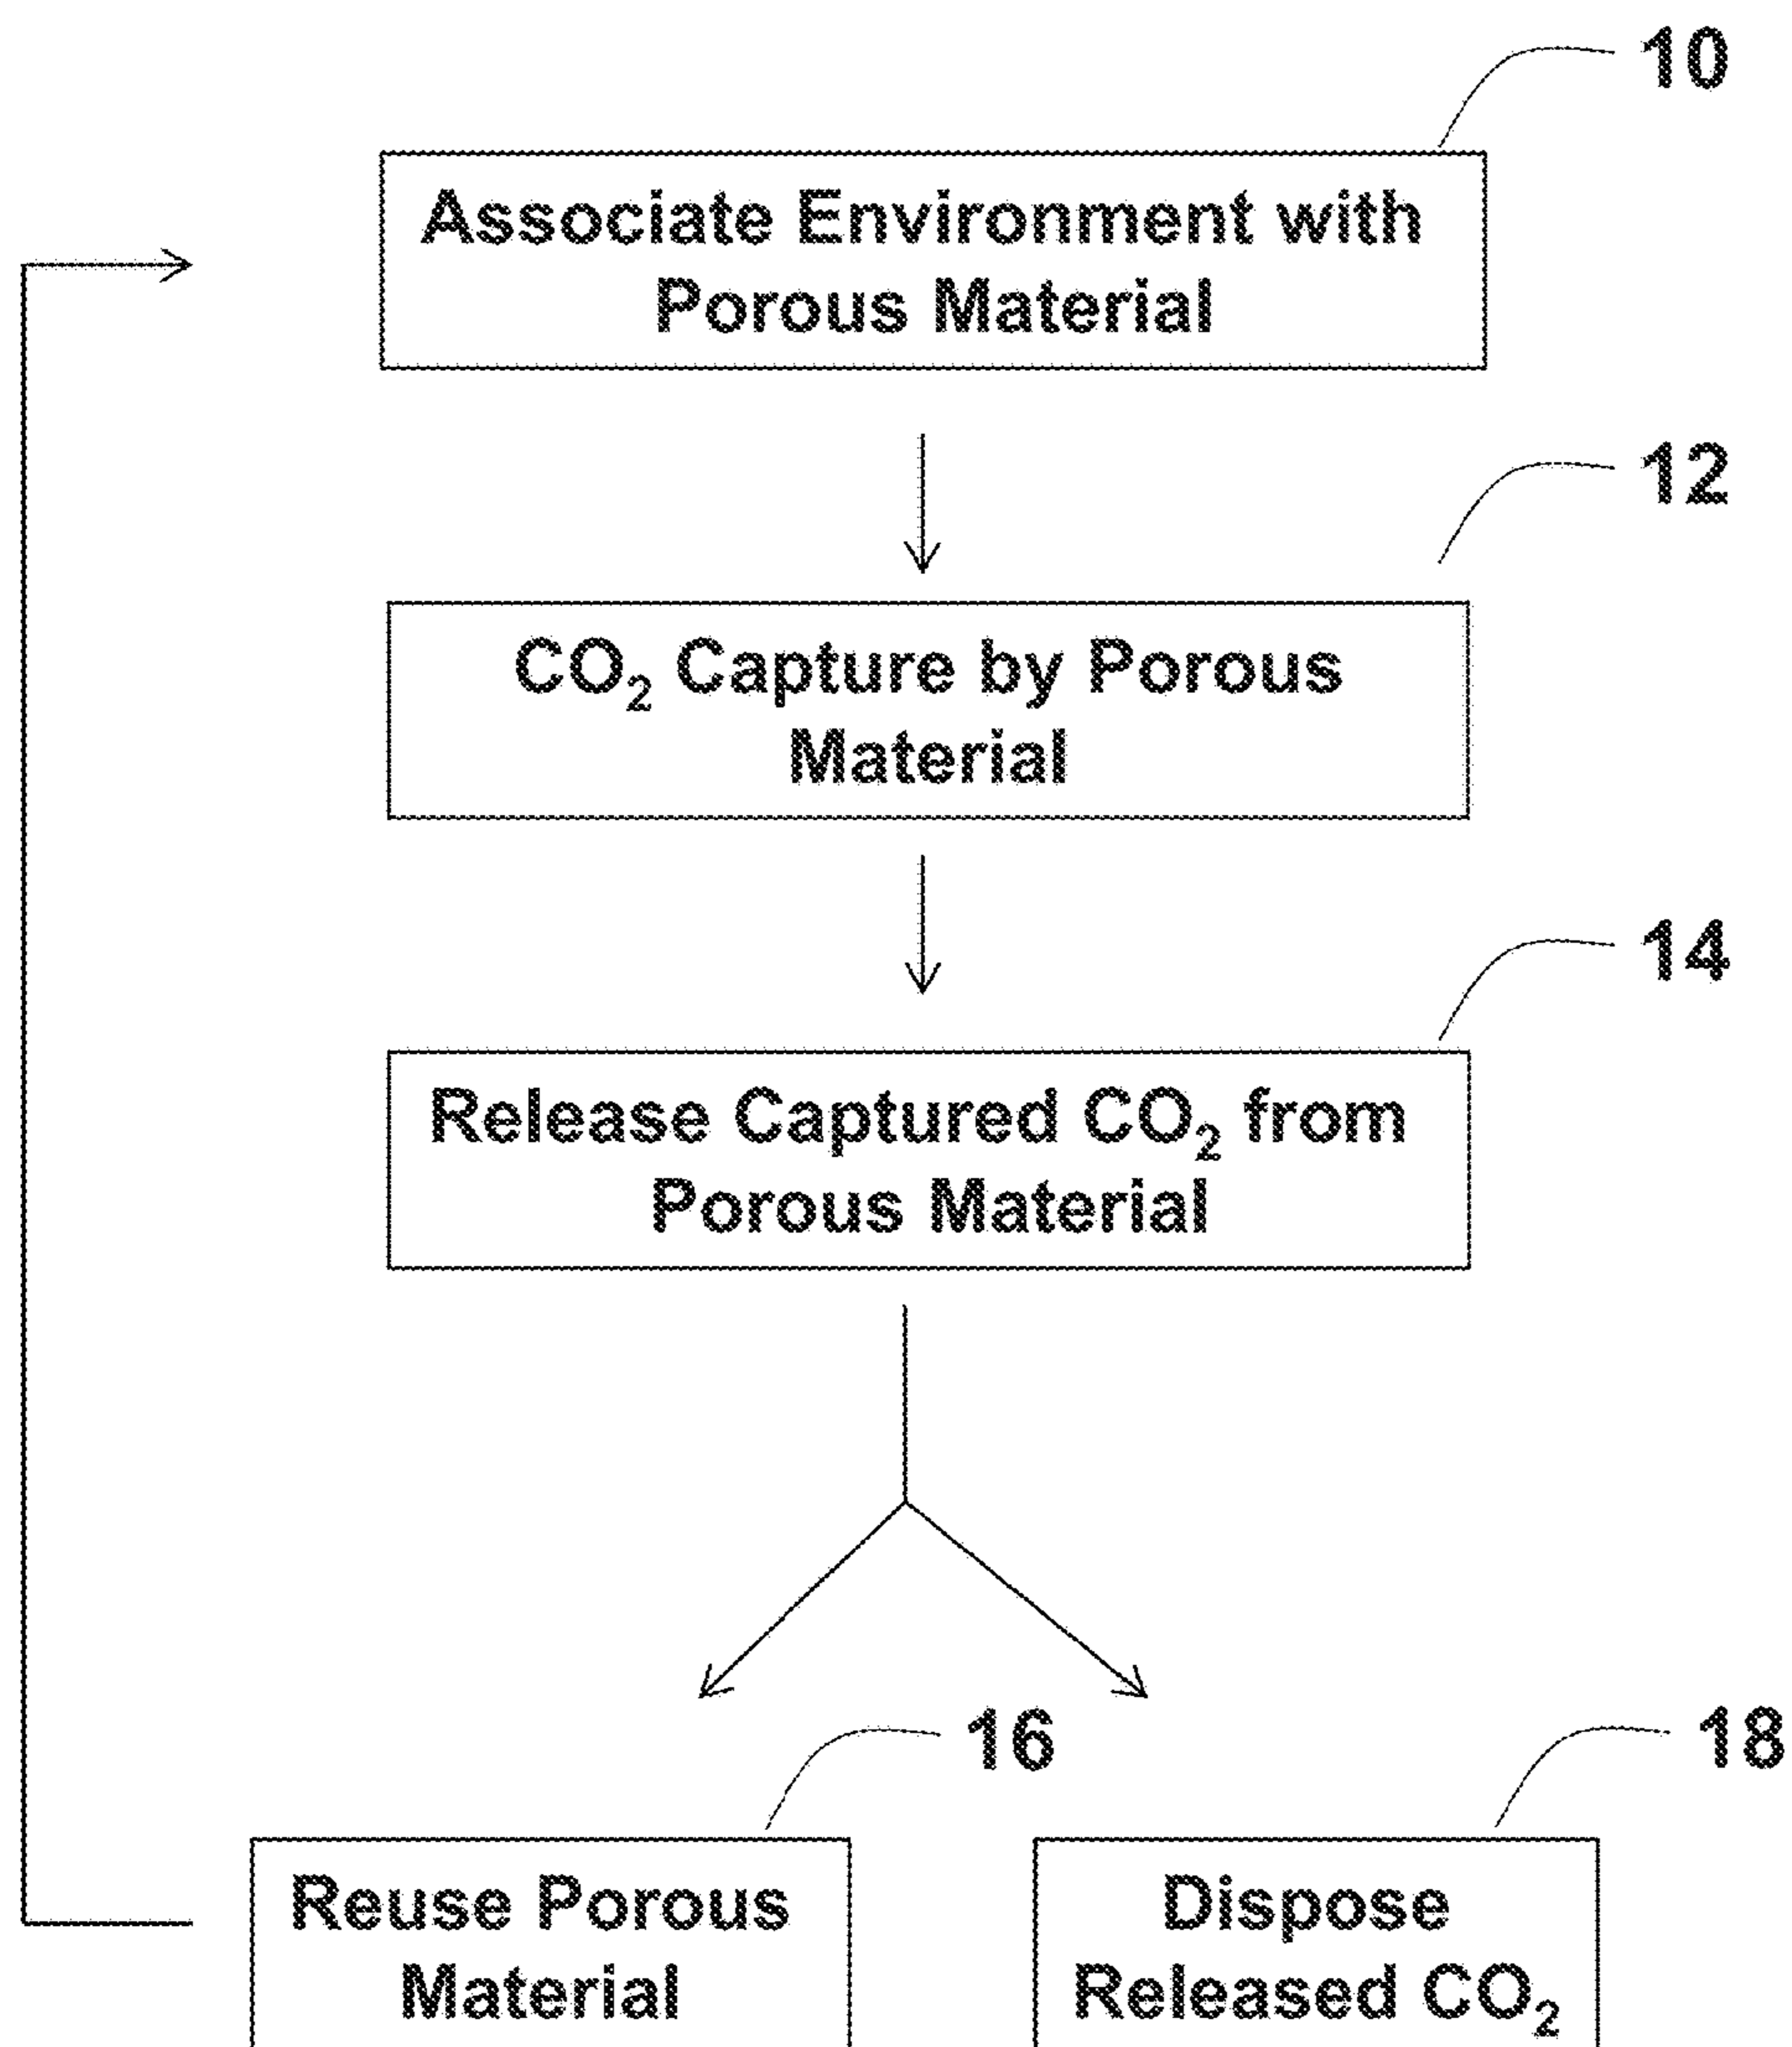 10
Associate Environment with
Porous Material
12
CO₂ Capture by Porous
Material
14
Release Captured CO₂ from
Porous Material
16
18
Reuse Porous
Material
Dispose
Released CO₂